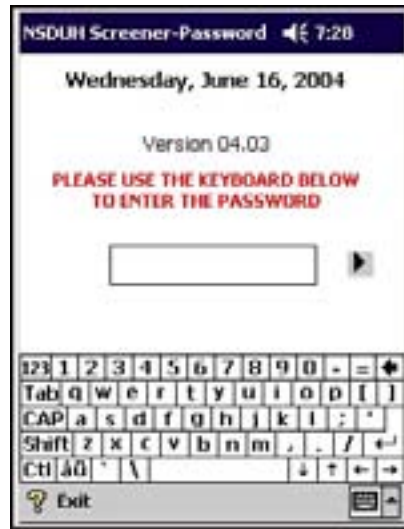 NSDUH Screener-Password 7:28
Wednesday, June 16, 2004
Version 04.03
PLEASE USE THE KEYBOARD BELOW
TO ENTER THE PASSWORD
123 1 2 3 4 5 6 7 8 9 0 - = ←
Tab q w e r t y u i o p [ ]
CAP a s d f g h j k l ; '
Shift z x c v b n m , . / ↵
Ctl áü ` \ ↓ ↑ ← →
Exit